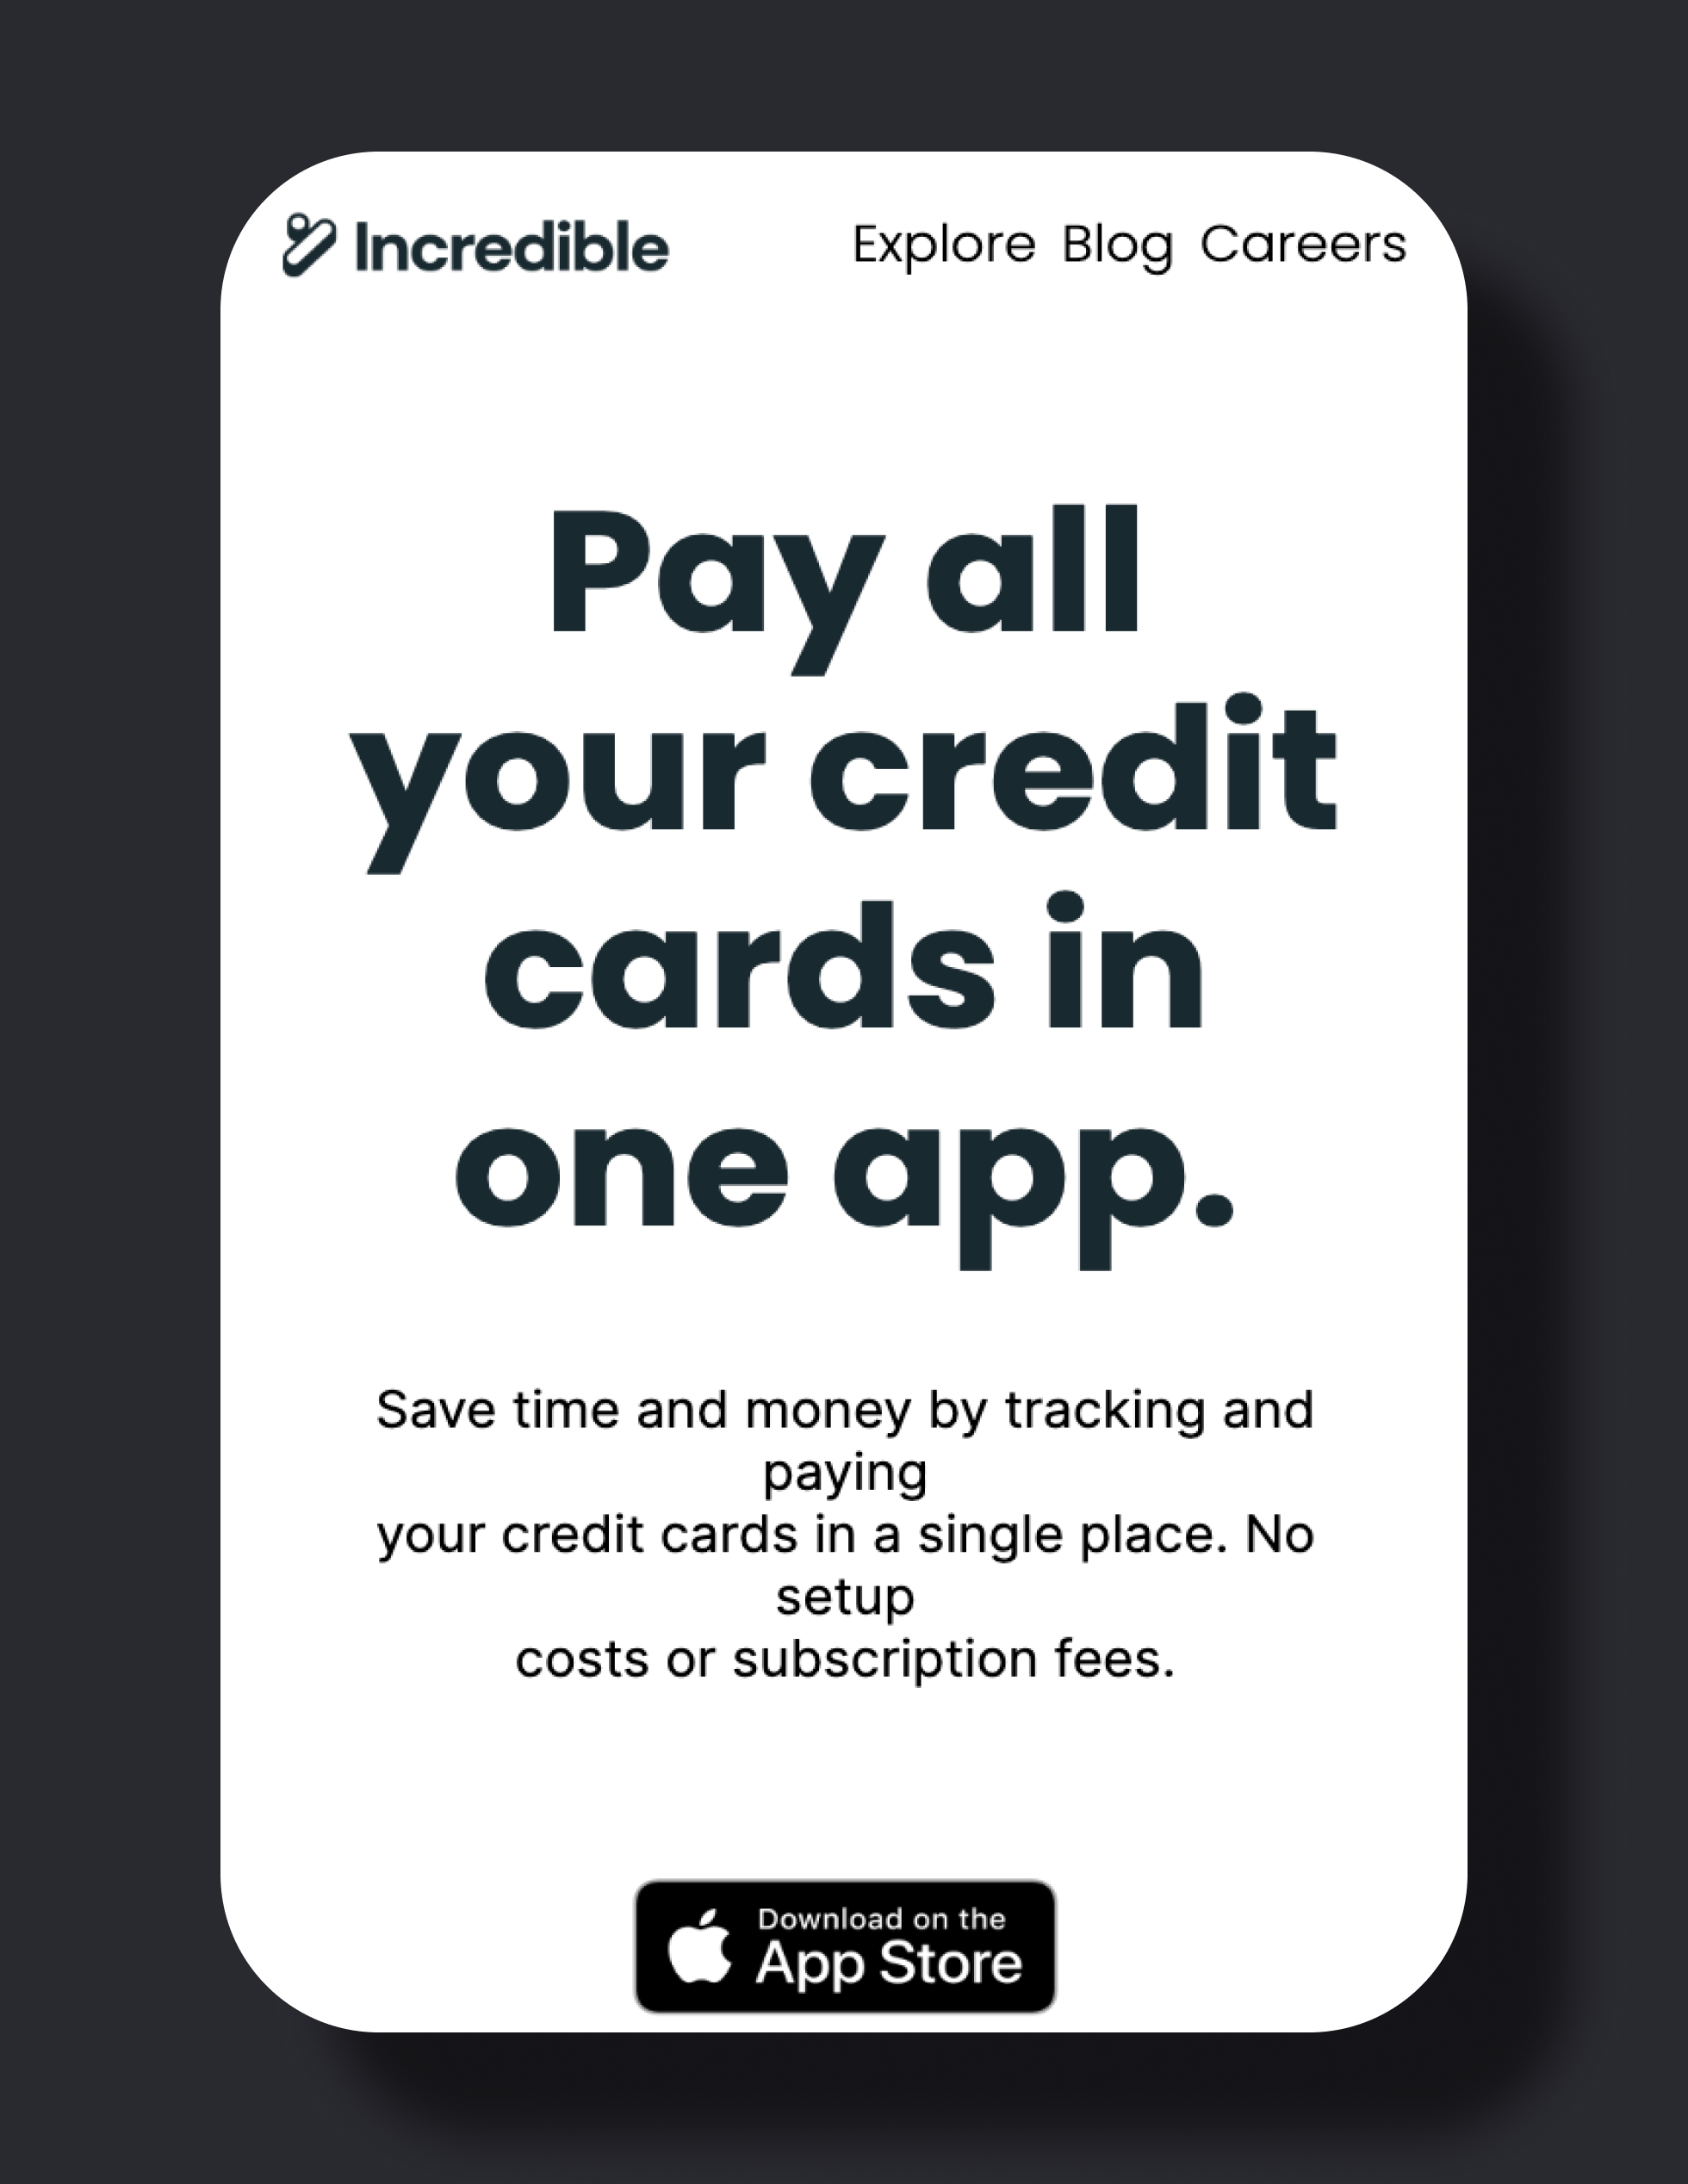 Incredible
Explore Blog Careers
Pay all
your credit
cards in
one app.
Save time and money by tracking and
paying
your credit cards in a single place. No
setup
costs or subscription fees.
Download on the
App Store